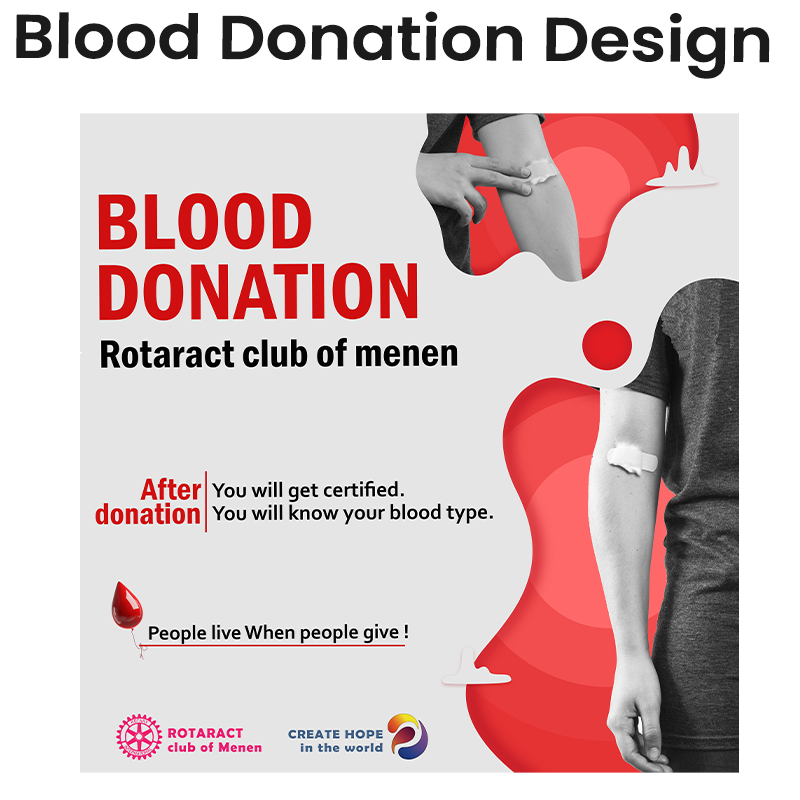 Blood Donation Design
BLOOD
DONATION
Rotaract club of menen
After
donation
You will get certified.
You will know your blood type.
People live When people give !
ROTARACT
club of Menen
CREATE HOPE
in the world